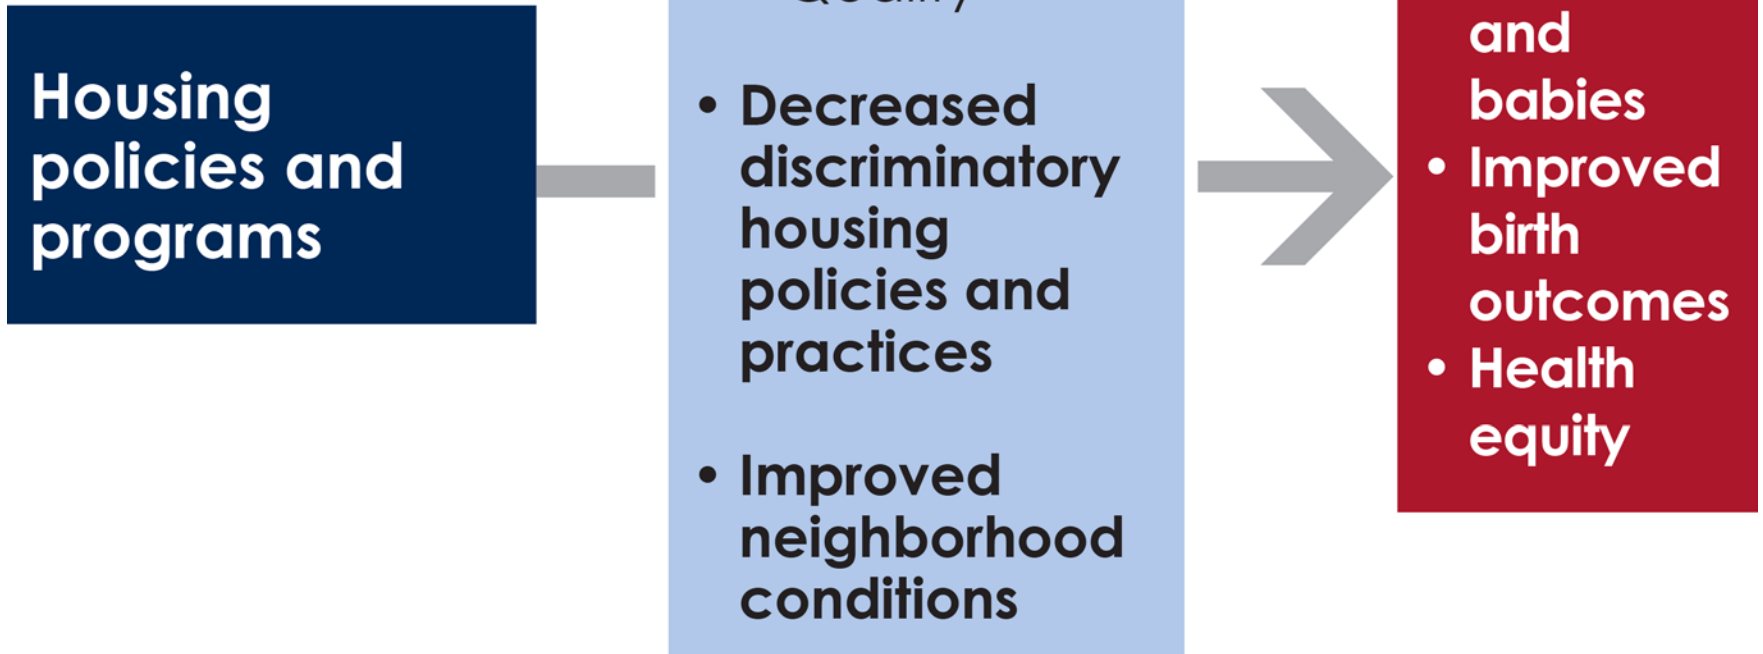 Housing
policies and
programs
Quality
• Decreased
discriminatory
housing
policies and
practices
• Improved
neighborhood
conditions
and
babies
• Improved
birth
outcomes
• Health
equity